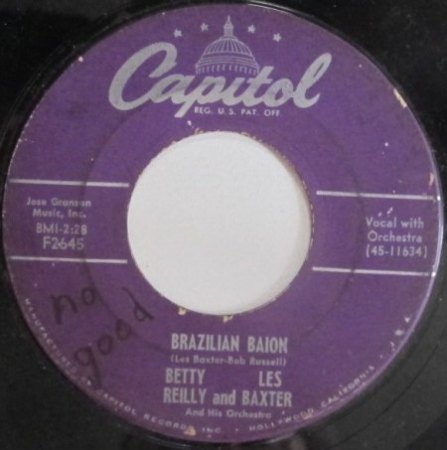 Capitol
REG. U.S. PAT. OFF
Jose Granson
Music, Inc.
BMI-2:28
F2645
Vocal with
Orchestra
(45-11634)
no
good
BRAZILIAN BAION
(Les Baxter-Bob Russell)
BETTY LES
REILLY and BAXTER
And His Orchestra
MANUFACTURED BY CAPITOL RECORDS INC. • HOLLYWOOD CALIFORNIA